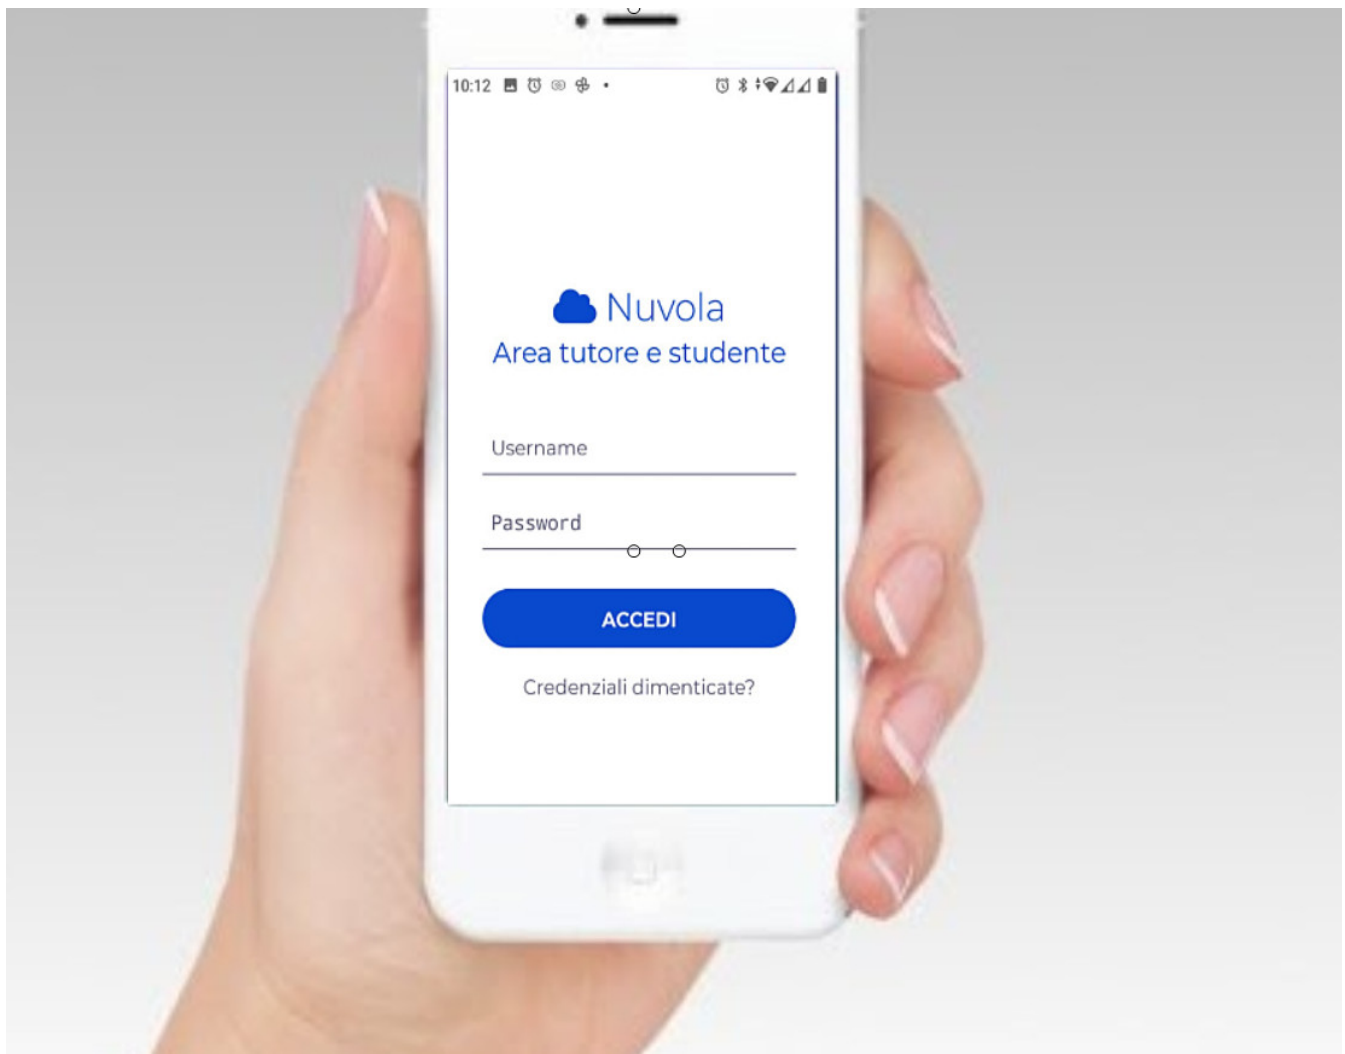 10:12
Nuvola
Area tutore e studente
Username
Password
ACCEDI
Credenziali dimenticate?